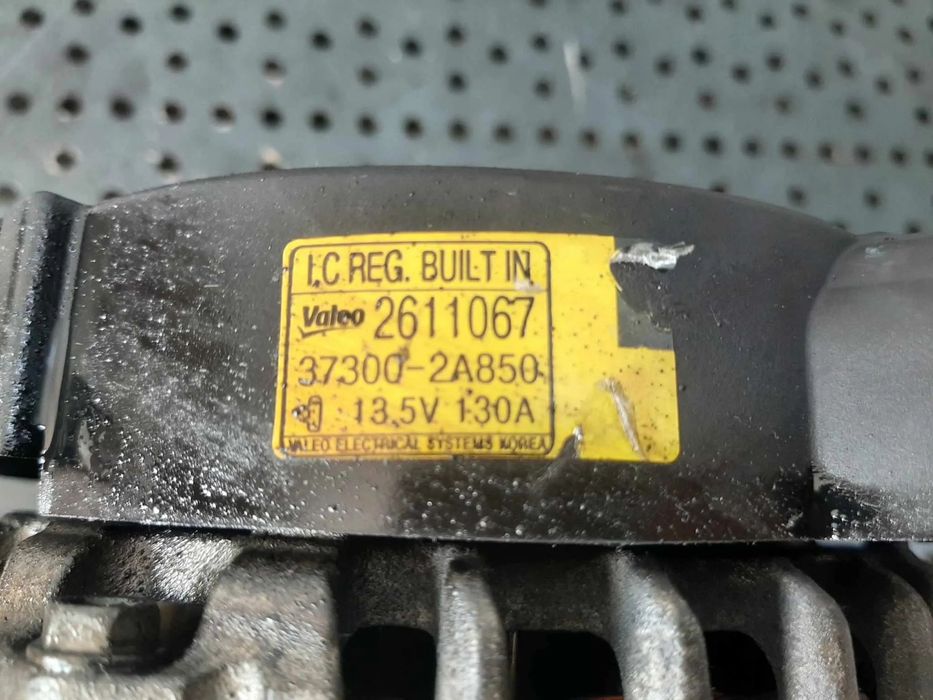 I.C REG. BUILT IN
Valeo 2611067
37300-2A850
13.5V 130A
VALEO ELECTRICAL SYSTEMS KOREA